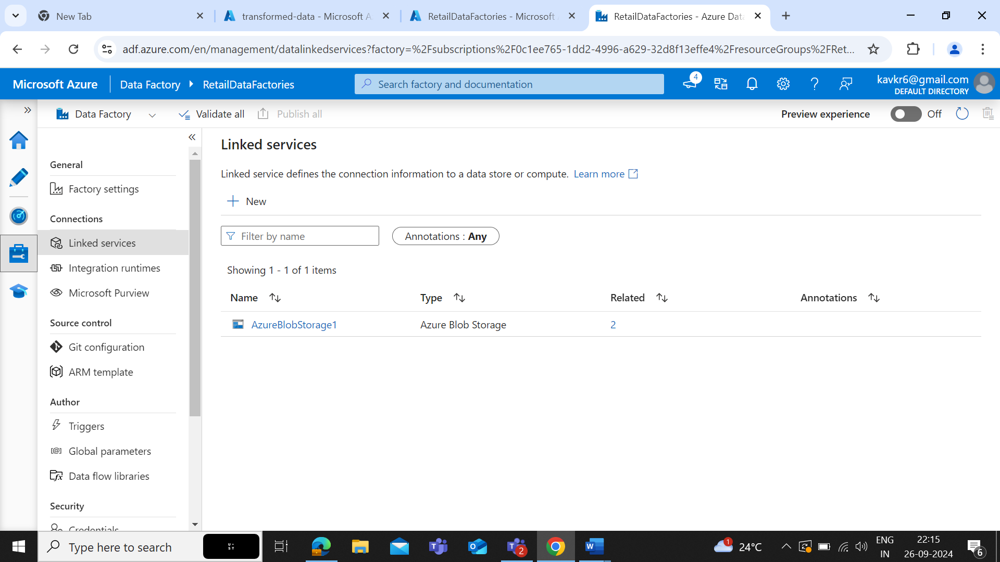 New Tab
transformed-data - Microsoft A
RetailDataFactories - Microsoft
RetailDataFactories - Azure Data
adf.azure.com/en/management/datalinkedservices?factory=%2Fsubscriptions%2F0c1ee765-1dd2-4996-a629-32d8f13effe4%2FresourceGroups%2FRet...
Microsoft Azure
Data Factory
RetailDataFactories
Search factory and documentation
4
kavkr6@gmail.com
DEFAULT DIRECTORY
Data Factory
Validate all
Publish all
Preview experience
Off
General
Factory settings
Connections
Linked services
Integration runtimes
Microsoft Purview
Source control
Git configuration
ARM template
Author
Triggers
Global parameters
Data flow libraries
Security
Credentials
Linked services
Linked service defines the connection information to a data store or compute. Learn more
New
Filter by name
Annotations : Any
Showing 1 - 1 of 1 items
Name Type Related Annotations
AzureBlobStorage1 Azure Blob Storage 2
Type here to search
U ST
2
1
24°C
ENG
IN
22:15
26-09-2024
6